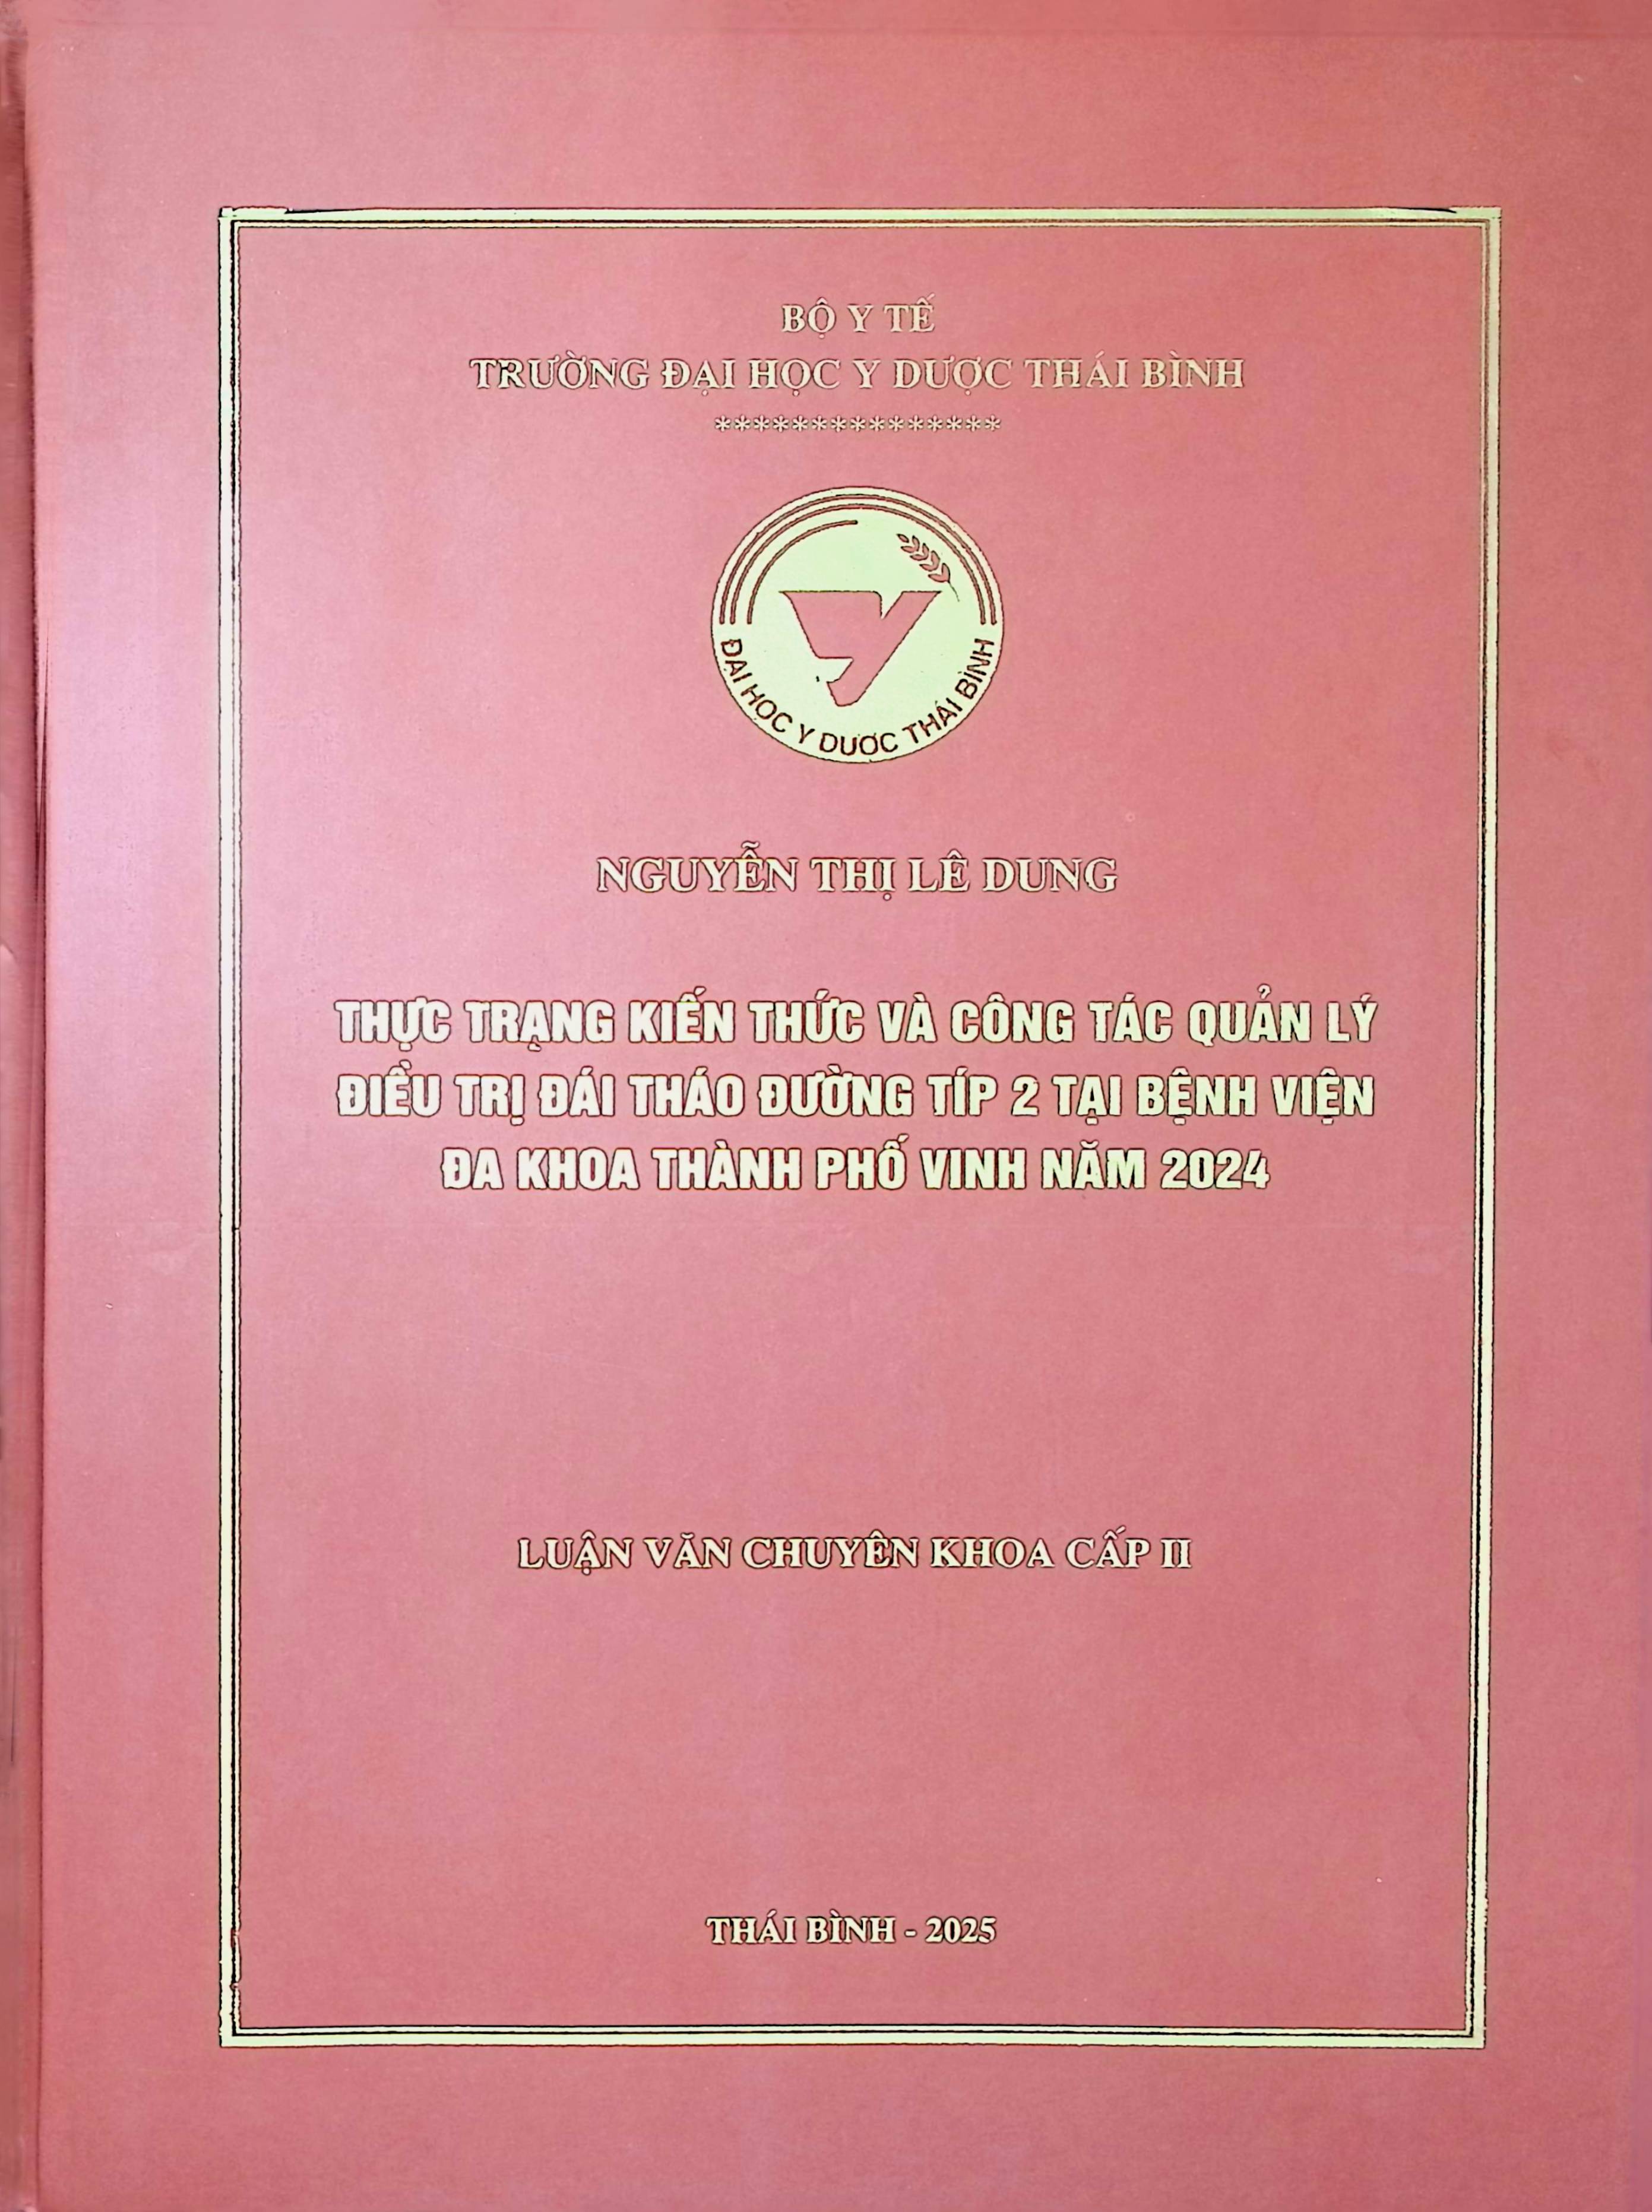 BỘ Y TẾ
TRƯỜNG ĐẠI HỌC Y DƯỢC THÁI BÌNH
***************
ĐẠI HỌC Y DƯỢC THÁI BÌNH
NGUYỄN THỊ LÊ DUNG
THỰC TRẠNG KIẾN THỨC VÀ CÔNG TÁC QUẢN LÝ
ĐIỀU TRỊ ĐÁI THÁO ĐƯỜNG TÍP 2 TẠI BỆNH VIỆN
ĐA KHOA THÀNH PHỐ VINH NĂM 2024
LUẬN VĂN CHUYÊN KHOA CẤP II
THÁI BÌNH - 2025